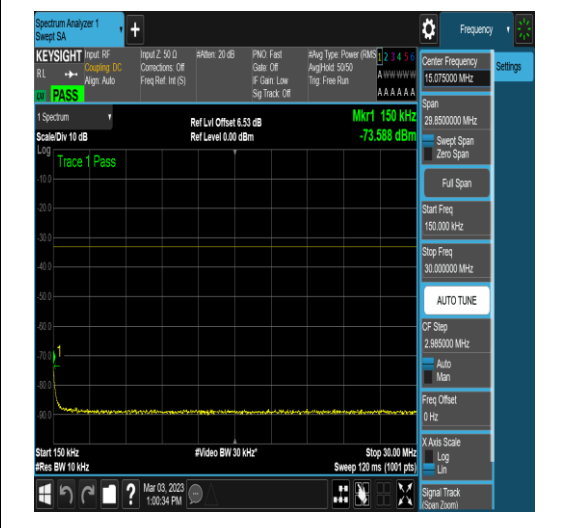 Spectrum Analyzer 1
Swept SA
+
Frequency
KEYSIGHT
RL
PASS
Input: RF
Coupling: DC
Align: Auto
Input Z: 50 Ω
Corrections: Off
Freq Ref: Int (S)
#Atten: 20 dB
PNO: Fast
Gate: Off
IF Gain: Low
Sig Track: Off
#Avg Type: Power (RMS
Avg|Hold: 50/50
Trig: Free Run
1 2 3 4 5 6
A W W W W W
A A A A A A
1 Spectrum
Scale/Div 10 dB
Ref Lvl Offset 6.53 dB
Ref Level 0.00 dBm
Mkr1 150 kHz
-73.588 dBm
Log
Trace 1 Pass
-10.0
-20.0
-30.0
-40.0
-50.0
-60.0
-70.0
1
-80.0
-90.0
Start 150 kHz
#Video BW 30 kHz*
Stop 30.00 MHz
#Res BW 10 kHz
Sweep 120 ms (1001 pts)
?
Mar 03, 2023
1:00:34 PM
Settings
Center Frequency
15.075000 MHz
Span
29.8500000 MHz
Swept Span
Zero Span
Full Span
Start Freq
150.000 kHz
Stop Freq
30.000000 MHz
AUTO TUNE
CF Step
2.985000 MHz
Auto
Man
Freq Offset
0 Hz
X Axis Scale
Log
Lin
Signal Track
(Span Zoom)